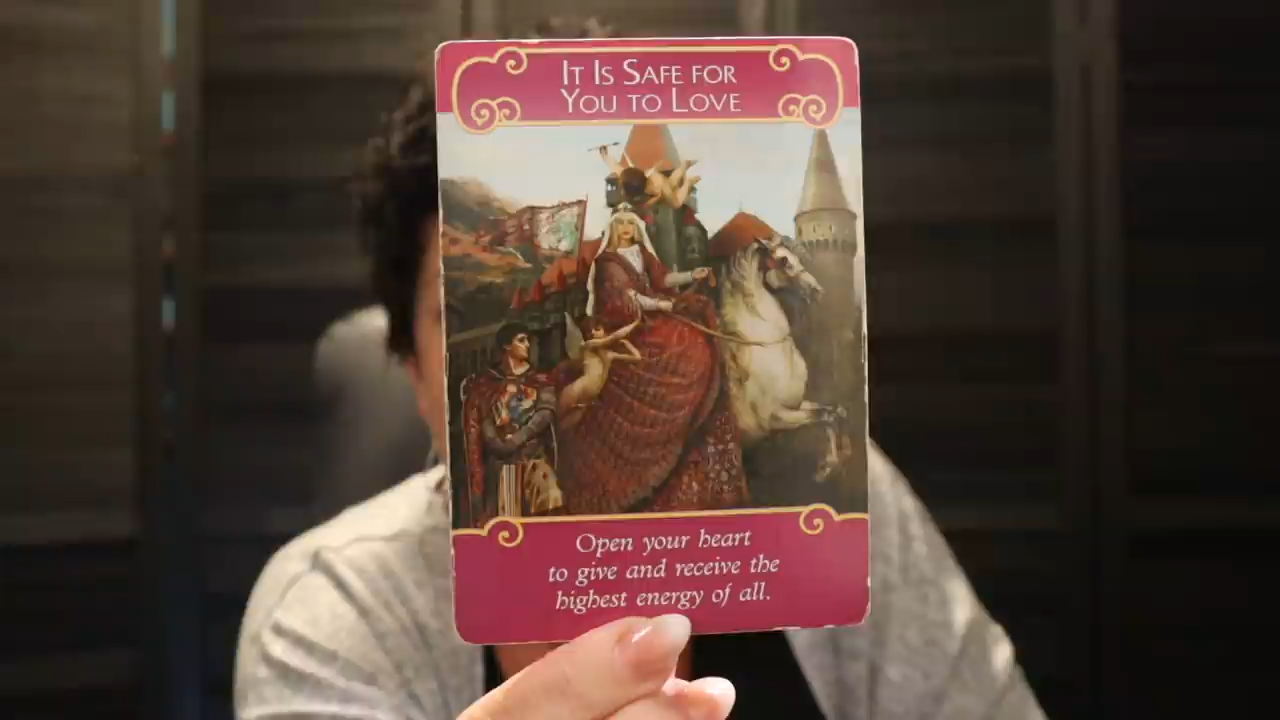 It Is Safe for
You to Love
Open your heart
to give and receive the
highest energy of all.